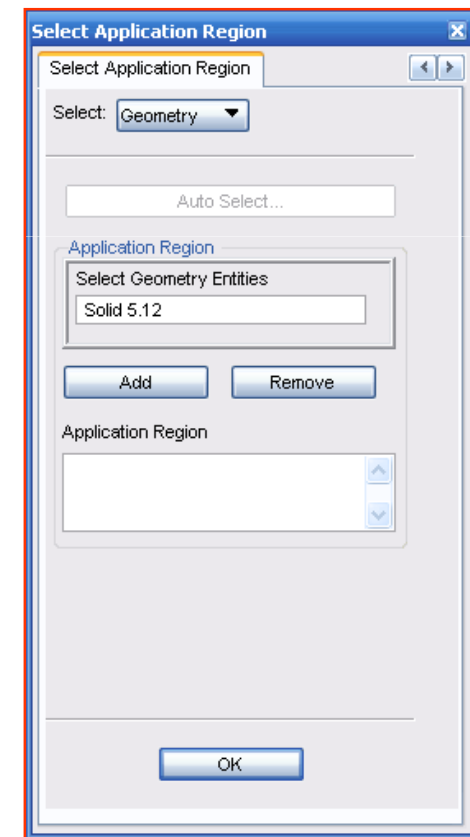 Select Application Region
Select Application Region
Select: Geometry
Auto Select...
Application Region
Select Geometry Entities
Solid 5.12
Add Remove
Application Region
OK